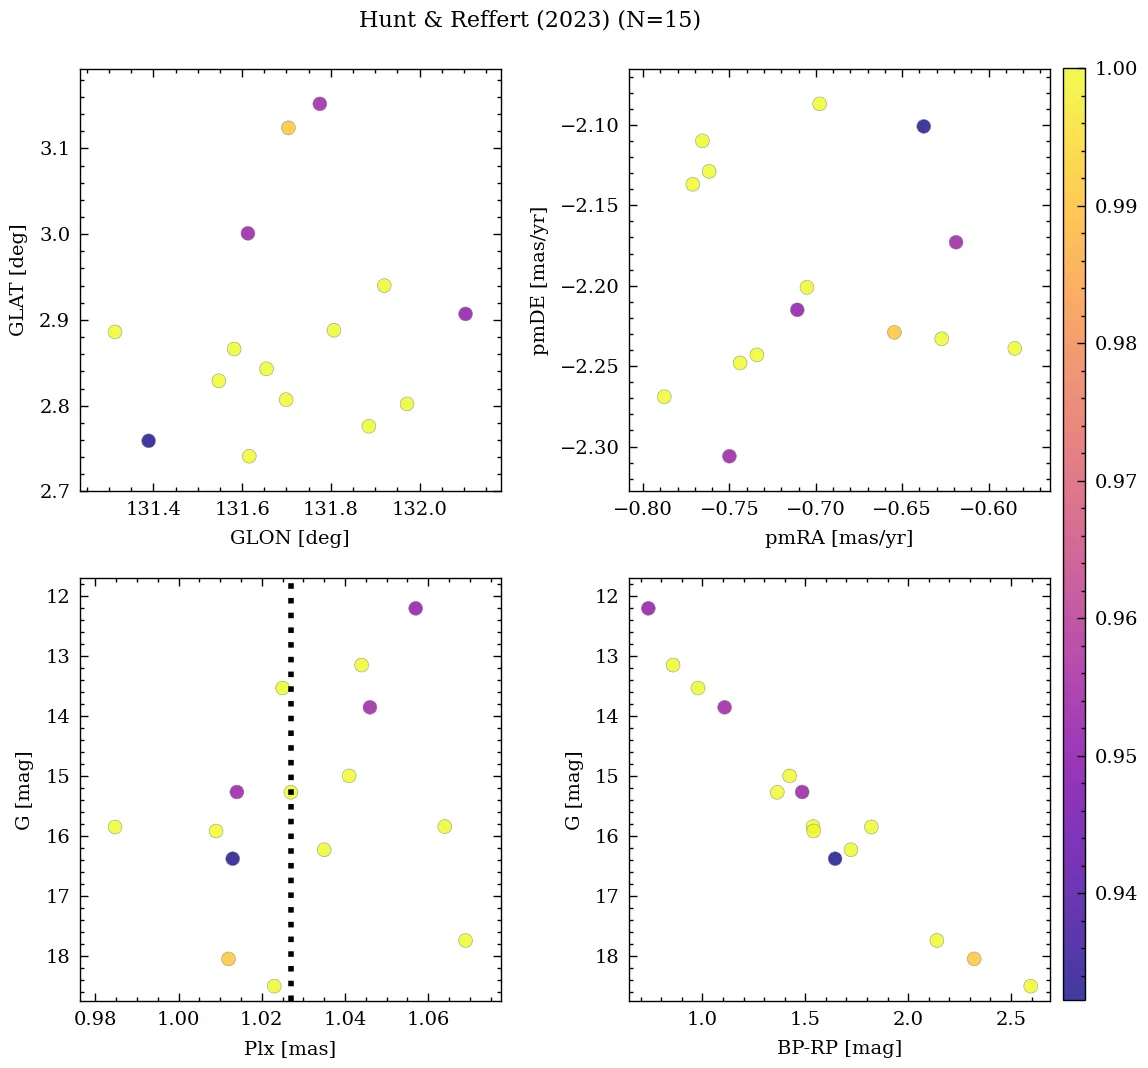 Hunt & Reffert (2023) (N=15)
GLAT [deg]
3.1
3.0
2.9
2.8
2.7
131.4 131.6 131.8 132.0
GLON [deg]
pmDE [mas/yr]
−2.10
−2.15
−2.20
−2.25
−2.30
−0.80 −0.75 −0.70 −0.65 −0.60
pmRA [mas/yr]
G [mag]
12
13
14
15
16
17
18
0.98 1.00 1.02 1.04 1.06
Plx [mas]
G [mag]
12
13
14
15
16
17
18
1.0 1.5 2.0 2.5
BP-RP [mag]
1.00
0.99
0.98
0.97
0.96
0.95
0.94